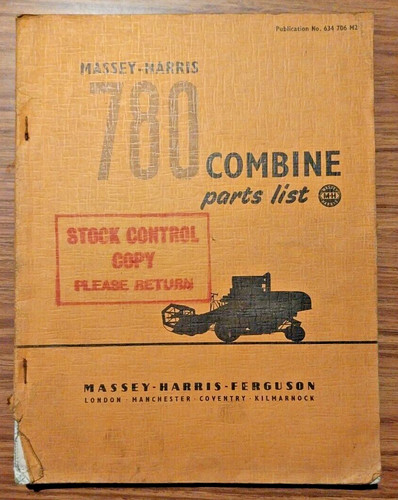 Publication No. 634 706 M2
MASSEY-HARRIS
780 COMBINE
parts list
STOCK CONTROL
COPY
PLEASE RETURN
MASSEY-HARRIS-FERGUSON
LONDON · MANCHESTER · COVENTRY · KILMARNOCK